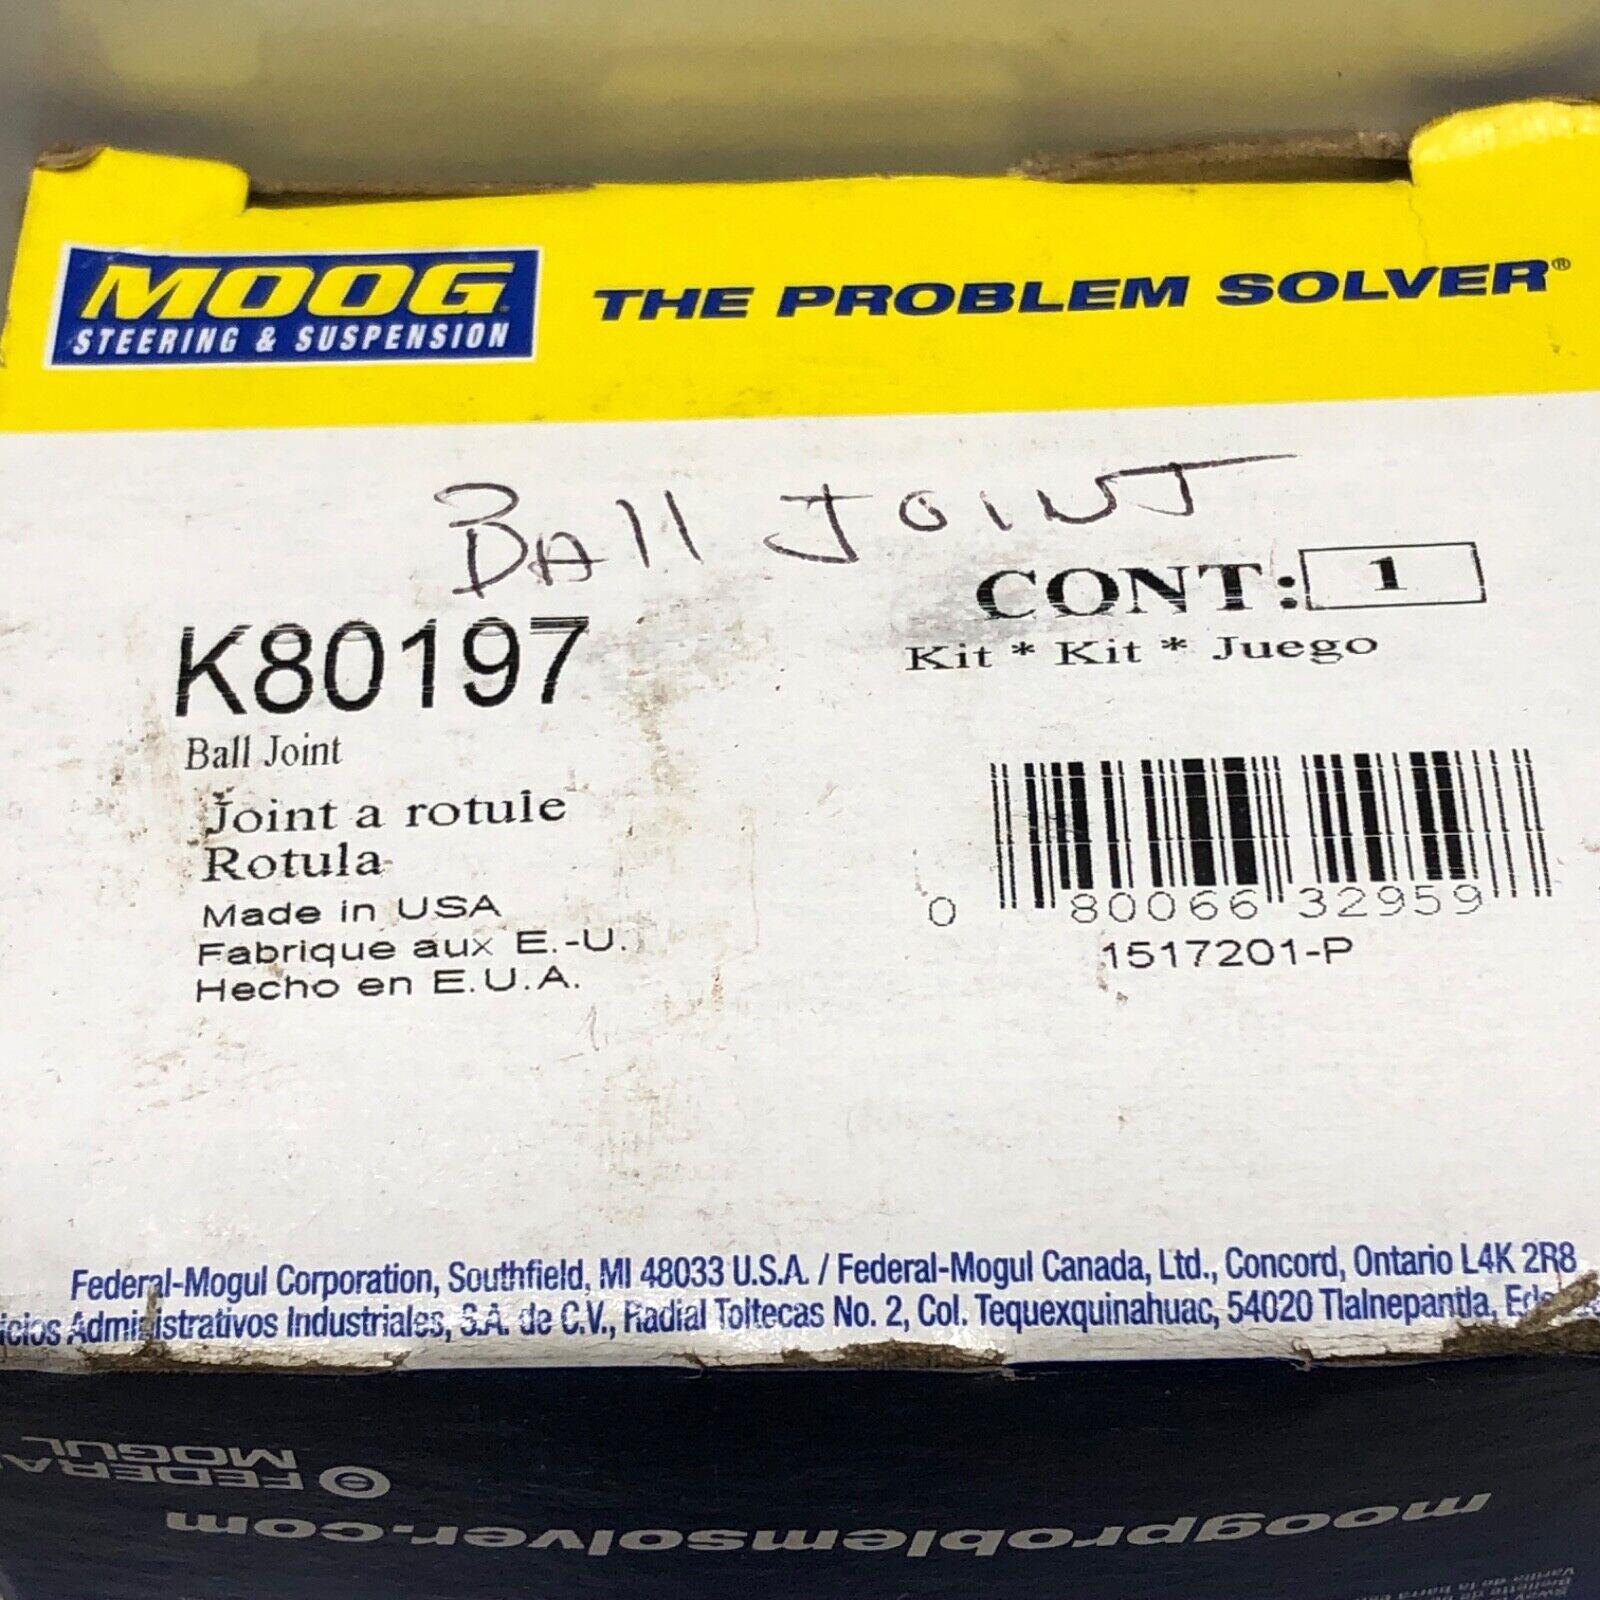 MOOG
STEERING & SUSPENSION
THE PROBLEM SOLVER®
Ball Joint
CONT: 1
Kit * Kit * Juego
K80197
Ball Joint
Joint a rotule
Rotula
Made in USA
Fabrique aux E.-U.
Hecho en E.U.A.
0 80066 32959
1517201-P
Federal-Mogul Corporation, Southfield, MI 48033 U.S.A. / Federal-Mogul Canada, Ltd., Concord, Ontario L4K 2R8
Administrativos Industriales, S.A. de C.V., Radial Toltecas No. 2, Col. Tequexquinahuac, 54020 Tlalnepantla,
FEDERAL
MOGUL
moogproblemsolver.com